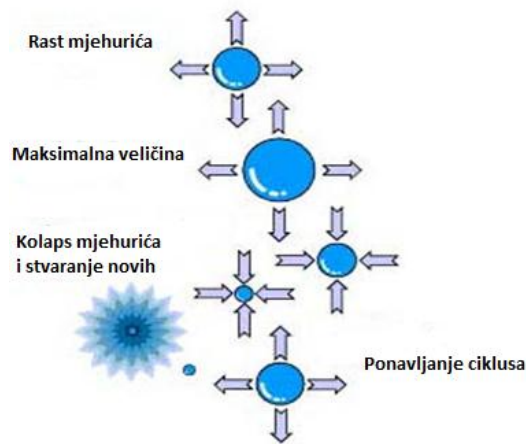 Rast mjehurića
Maksimalna veličina
Kolaps mjehurića
i stvaranje novih
Ponavljanje ciklusa